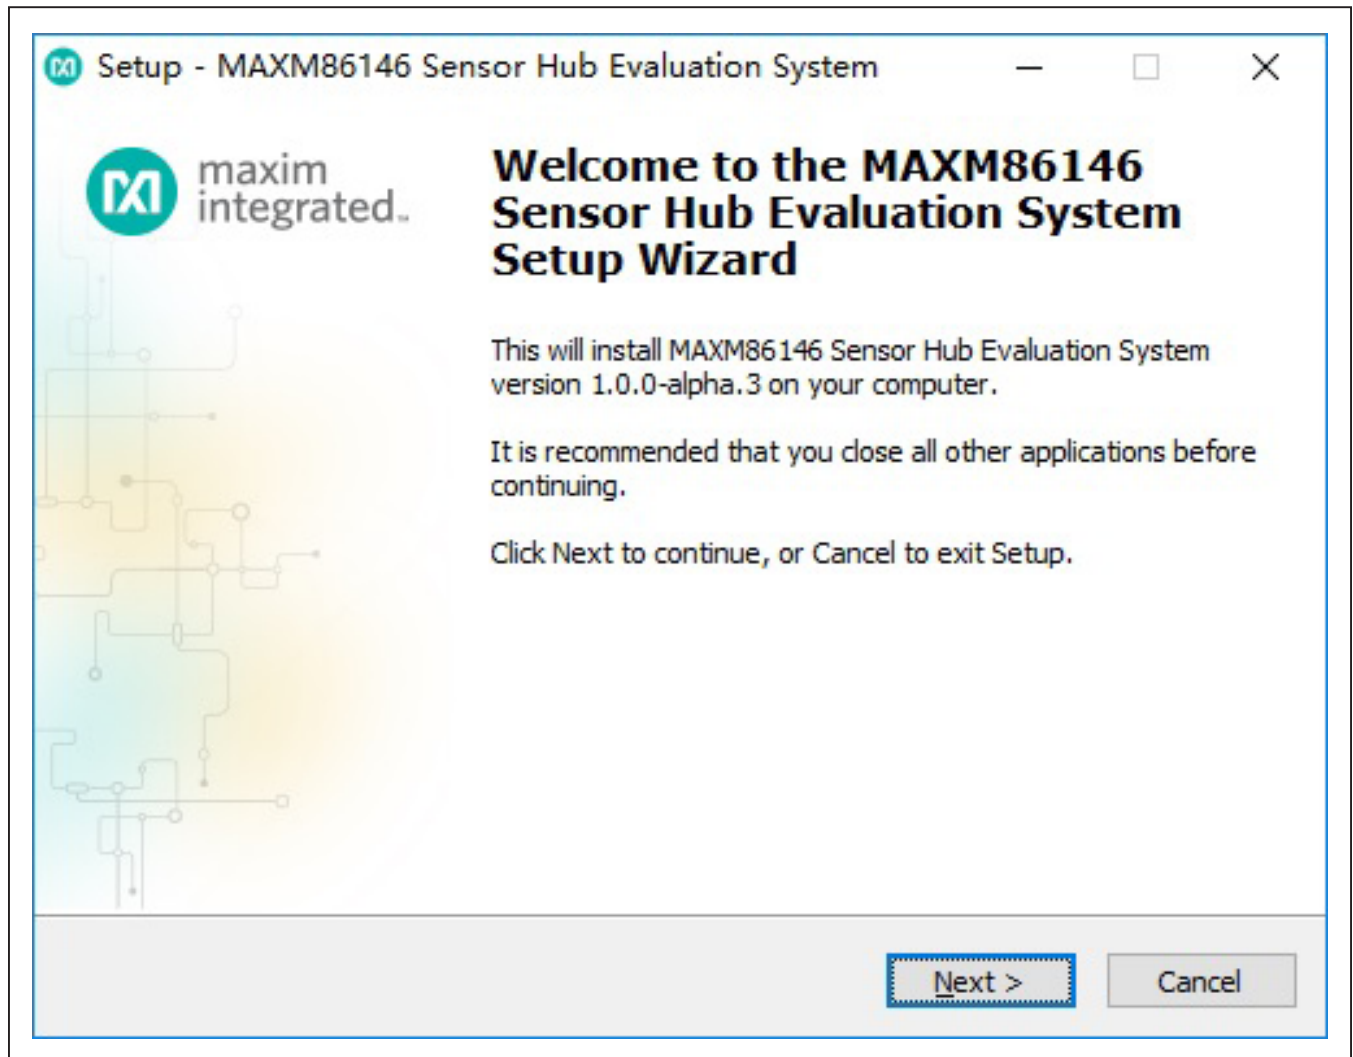 Setup - MAXM86146 Sensor Hub Evaluation System
maxim
integrated™
Welcome to the MAXM86146
Sensor Hub Evaluation System
Setup Wizard
This will install MAXM86146 Sensor Hub Evaluation System
version 1.0.0-alpha.3 on your computer.
It is recommended that you close all other applications before
continuing.
Click Next to continue, or Cancel to exit Setup.
Next >
Cancel